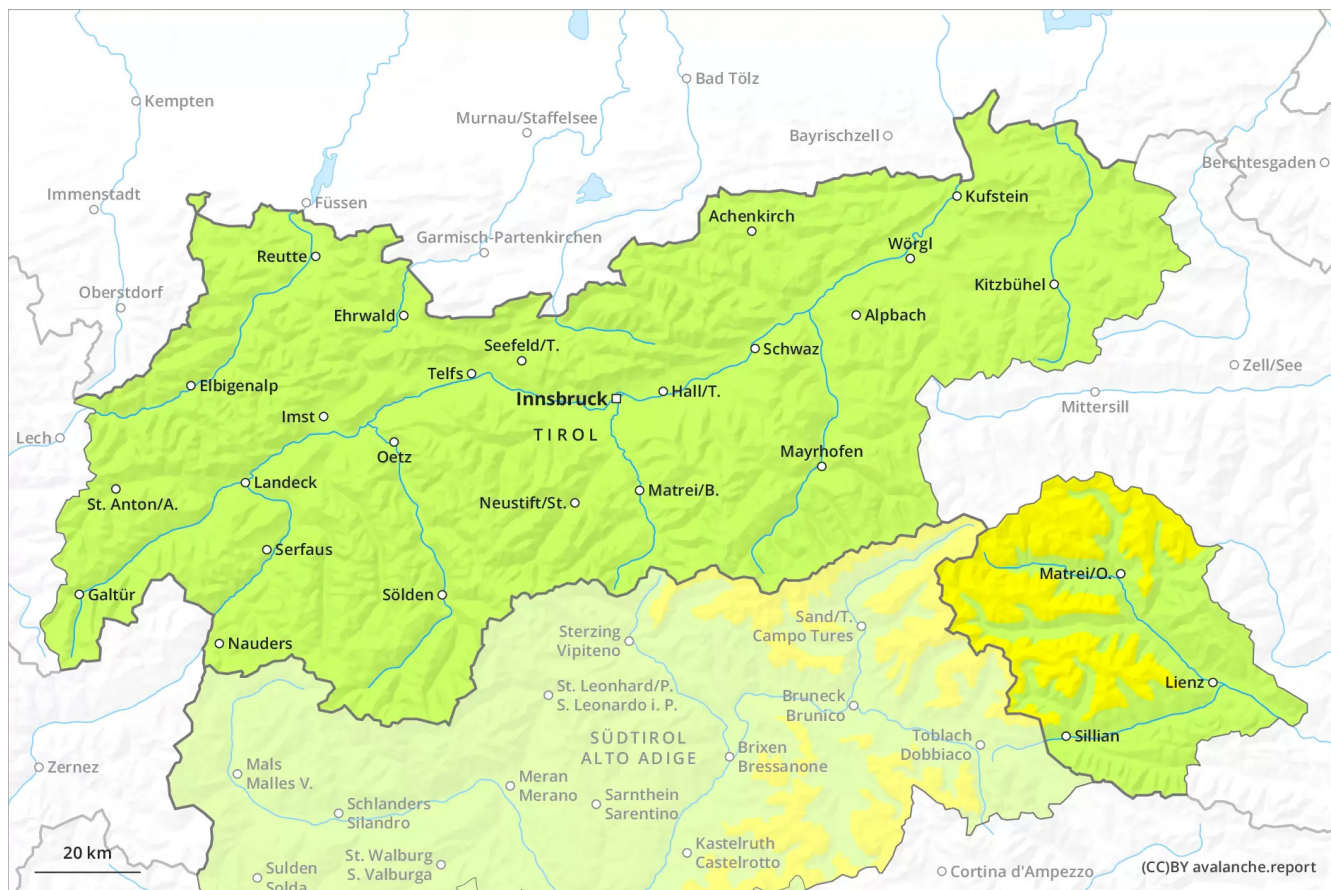 Bad Tölz
Kempten
Murnau/Staffelsee
Bayrischzell
Berchtesgaden
Immenstadt
Füssen
Kufstein
Achenkirch
Garmisch-Partenkirchen
Wörgl
Reutte
Oberstdorf
Kitzbühel
Ehrwald
Alpbach
Seefeld/T.
Schwaz
Zell/See
Telfs
Elbigenalp
Hall/T.
Innsbruck
Mittersill
Imst
Lech
TIROL
Oetz
Mayrhofen
Landeck
St. Anton/A.
Neustift/St.
Matrei/B.
Serfaus
Matrei/O.
Galtür
Sölden
Sand/T.
Campo Tures
Sterzing
Vipiteno
Nauders
Lienz
St. Leonhard/P.
S. Leonardo i. P.
Bruneck
Brunico
Toblach
Dobbiaco
Sillian
SÜDTIROL
ALTO ADIGE
Brixen
Bressanone
Zernez
Mals
Malles V.
Meran
Merano
Sarnthein
Sarentino
Schlanders
Silandro
Kastelruth
Castelrotto
20 km
St. Walburg
S. Valburga
Cortina d'Ampezzo
(CC)BY avalanche.report
Sulden
Solda